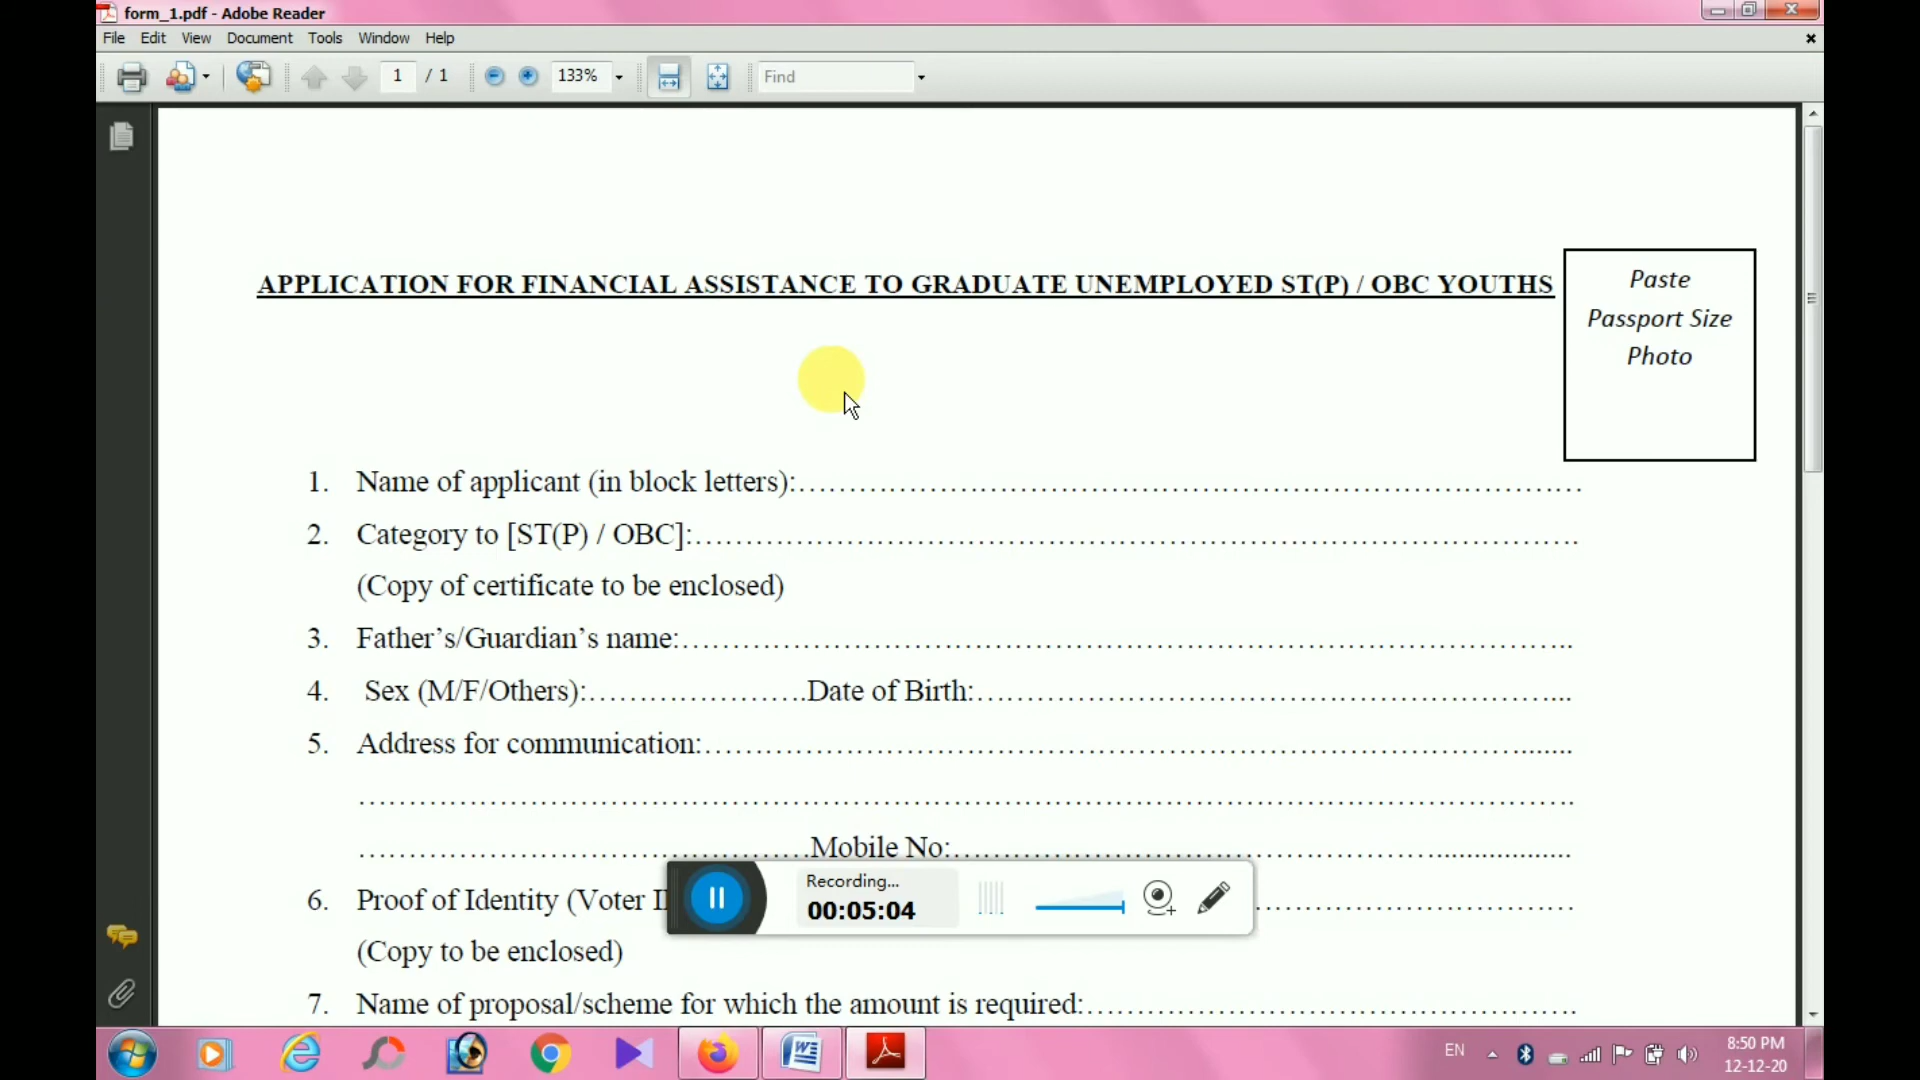 form_1.pdf - Adobe Reader
File Edit View Document Tools Window Help
1 / 1 133% Find
APPLICATION FOR FINANCIAL ASSISTANCE TO GRADUATE UNEMPLOYED ST(P) / OBC YOUTHS
Paste
Passport Size
Photo
1. Name of applicant (in block letters):……………………………………………………………………
2. Category to [ST(P) / OBC]:…………………………………………………………………………….
(Copy of certificate to be enclosed)
3. Father’s/Guardian’s name:……………………………………………………………………………..
4. Sex (M/F/Others):………………….Date of Birth:…………………………………………………...
5. Address for communication:……………………………………………………………………….......
………………………………………………………………………………………………………….
……………………………………….Mobile No:………………………………………...................
6. Proof of Identity (Voter I
(Copy to be enclosed)
7. Name of proposal/scheme for which the amount is required:………………………………………….
Recording...
00:05:04
EN
8:50 PM
12-12-20